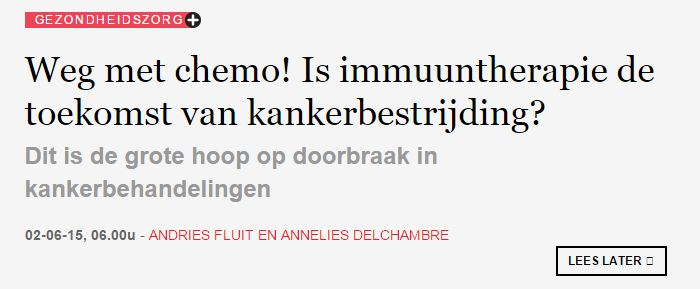 GEZONDHEIDSZORG
Weg met chemo! Is immuuntherapie de
toekomst van kankerbestrijding?
Dit is de grote hoop op doorbraak in
kankerbehandelingen
02-06-15, 06.00u - ANDRIES FLUIT EN ANNELIES DELCHAMBRE
LEES LATER